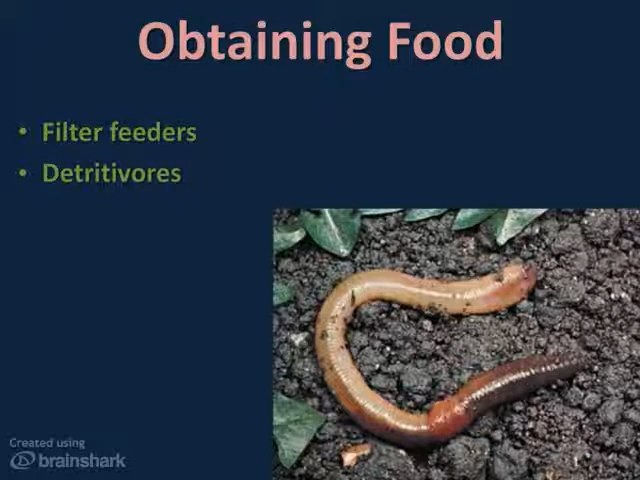 Obtaining Food
• Filter feeders
• Detritivores
Created using
brainshark